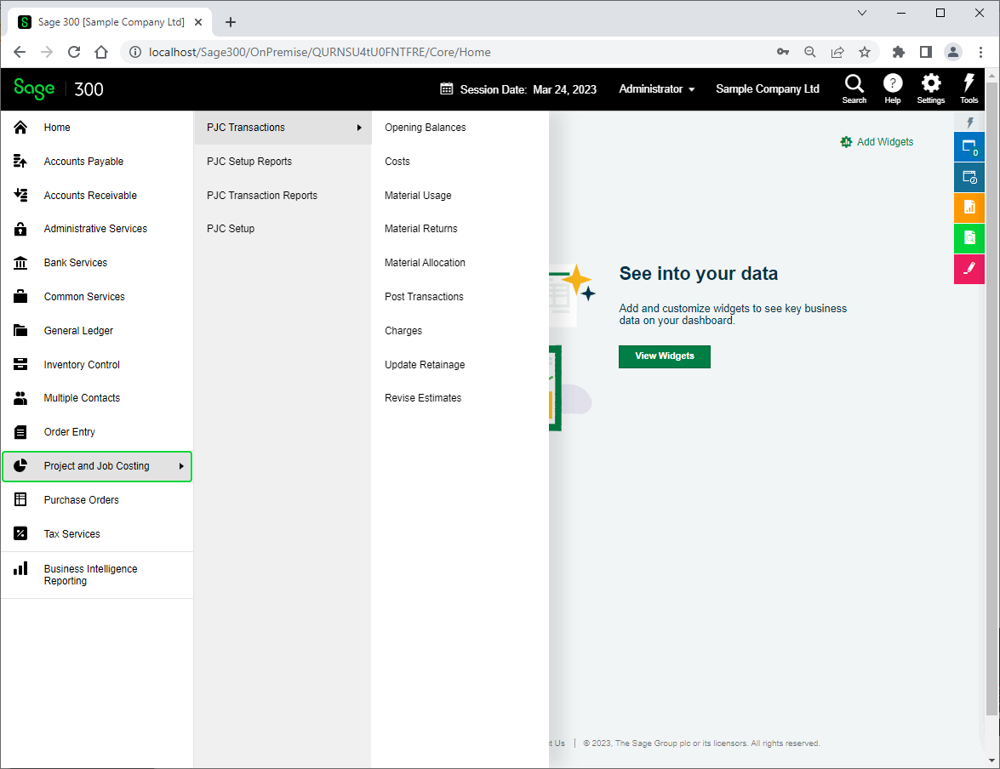 Sage 300 [Sample Company Ltd]
localhost/Sage300/OnPremise/QURNSU4tU0FNTFRE/Core/Home
Sage 300
Session Date: Mar 24, 2023
Administrator
Sample Company Ltd
Search
Help
Settings
Tools
Home
Accounts Payable
Accounts Receivable
Administrative Services
Bank Services
Common Services
General Ledger
Inventory Control
Multiple Contacts
Order Entry
Project and Job Costing
Purchase Orders
Tax Services
Business Intelligence
Reporting
PJC Transactions
PJC Setup Reports
PJC Transaction Reports
PJC Setup
Opening Balances
Costs
Material Usage
Material Returns
Material Allocation
Post Transactions
Charges
Update Retainage
Revise Estimates
Add Widgets
0
See into your data
Add and customize widgets to see key business
data on your dashboard.
View Widgets
t Us | © 2023, The Sage Group plc or its licensors. All rights reserved.